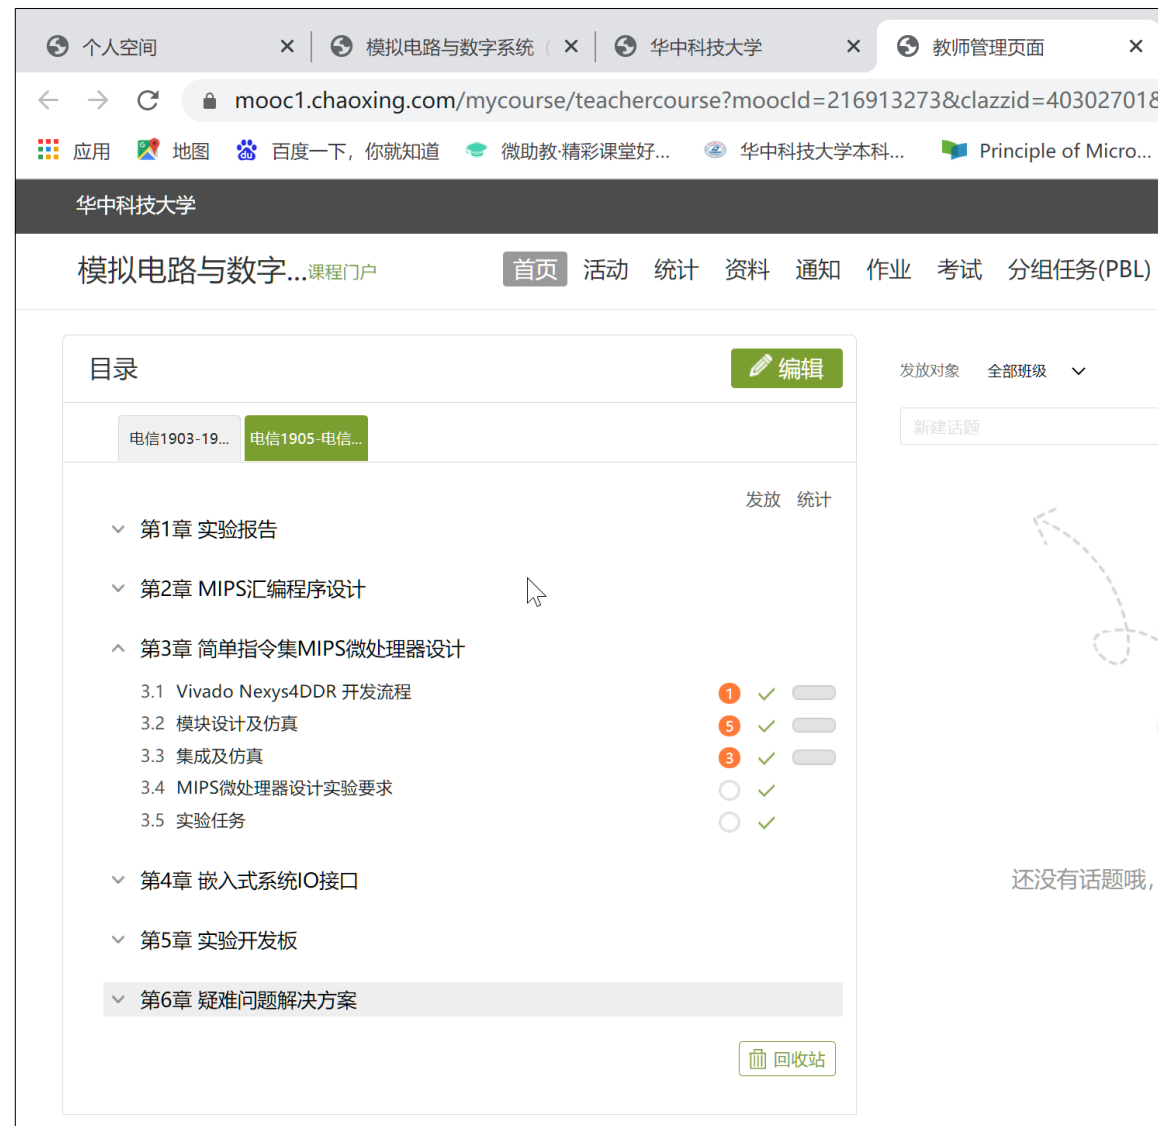 个人空间 模拟电路与数字系统 华中科技大学 教师管理页面
mooc1.chaoxing.com/mycourse/teachercourse?moocId=216913273&clazzid=40302701&
应用 地图 百度一下，你就知道 微助教·精彩课堂好... 华中科技大学本科... Principle of Micro...
华中科技大学
模拟电路与数字...课程门户 首页 活动 统计 资料 通知 作业 考试 分组任务(PBL)
目录 编辑 发放对象 全部班级
电信1903-19... 电信1905-电信... 新建话题
发放 统计
第1章 实验报告
第2章 MIPS汇编程序设计
第3章 简单指令集MIPS微处理器设计
3.1 Vivado Nexys4DDR 开发流程 1
3.2 模块设计及仿真 5
3.3 集成及仿真 3
3.4 MIPS微处理器设计实验要求
3.5 实验任务
第4章 嵌入式系统IO接口 还没有话题哦,
第5章 实验开发板
第6章 疑难问题解决方案
回收站